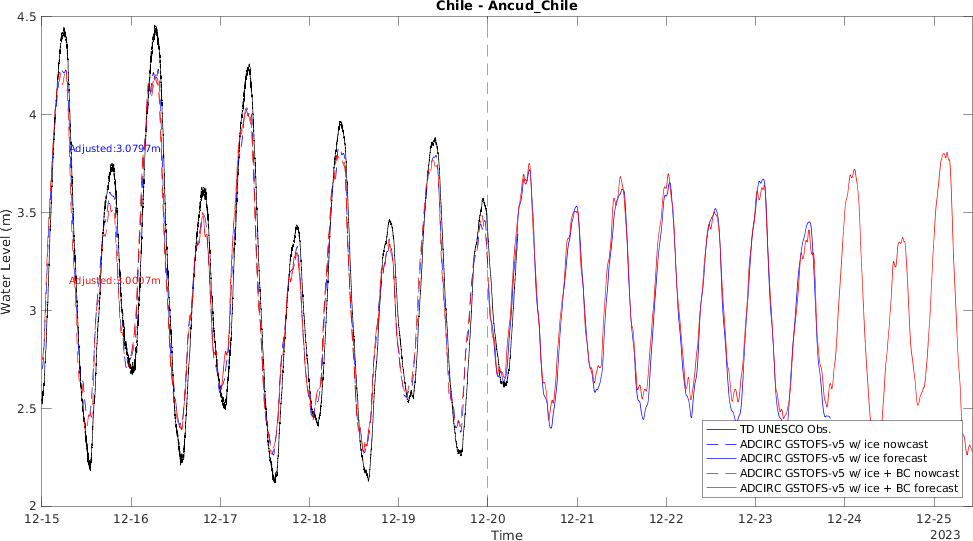 Chile - Ancud_Chile
4.5
4
3.5
3
2.5
2
Water Level (m)
Adjusted:3.0797m
Adjusted:3.0007m
TD UNESCO Obs.
ADCIRC GSTOFS-v5 w/ ice nowcast
ADCIRC GSTOFS-v5 w/ ice forecast
ADCIRC GSTOFS-v5 w/ ice + BC nowcast
ADCIRC GSTOFS-v5 w/ ice + BC forecast
12-15 12-16 12-17 12-18 12-19 12-20 12-21 12-22 12-23 12-24 12-25
2023
Time